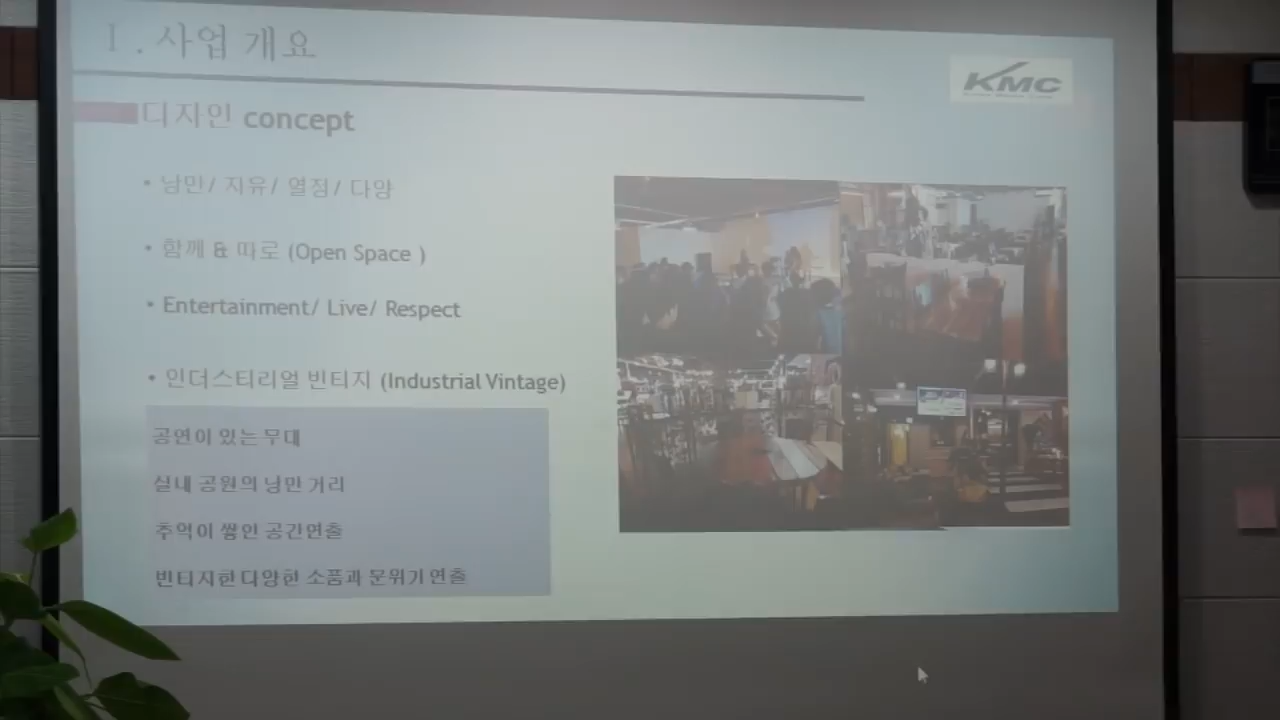 I. 사업 개요
KMC
디자인 concept
• 낭만/ 자유/ 열정/ 다양
• 함께 & 따로 (Open Space )
• Entertainment/ Live/ Respect
• 인더스티리얼 빈티지 (Industrial Vintage)
공연이 있는 무대
실내 공원의 낭만 거리
추억이 쌓인 공간연출
빈티지한 다양한 소품과 분위기 연출